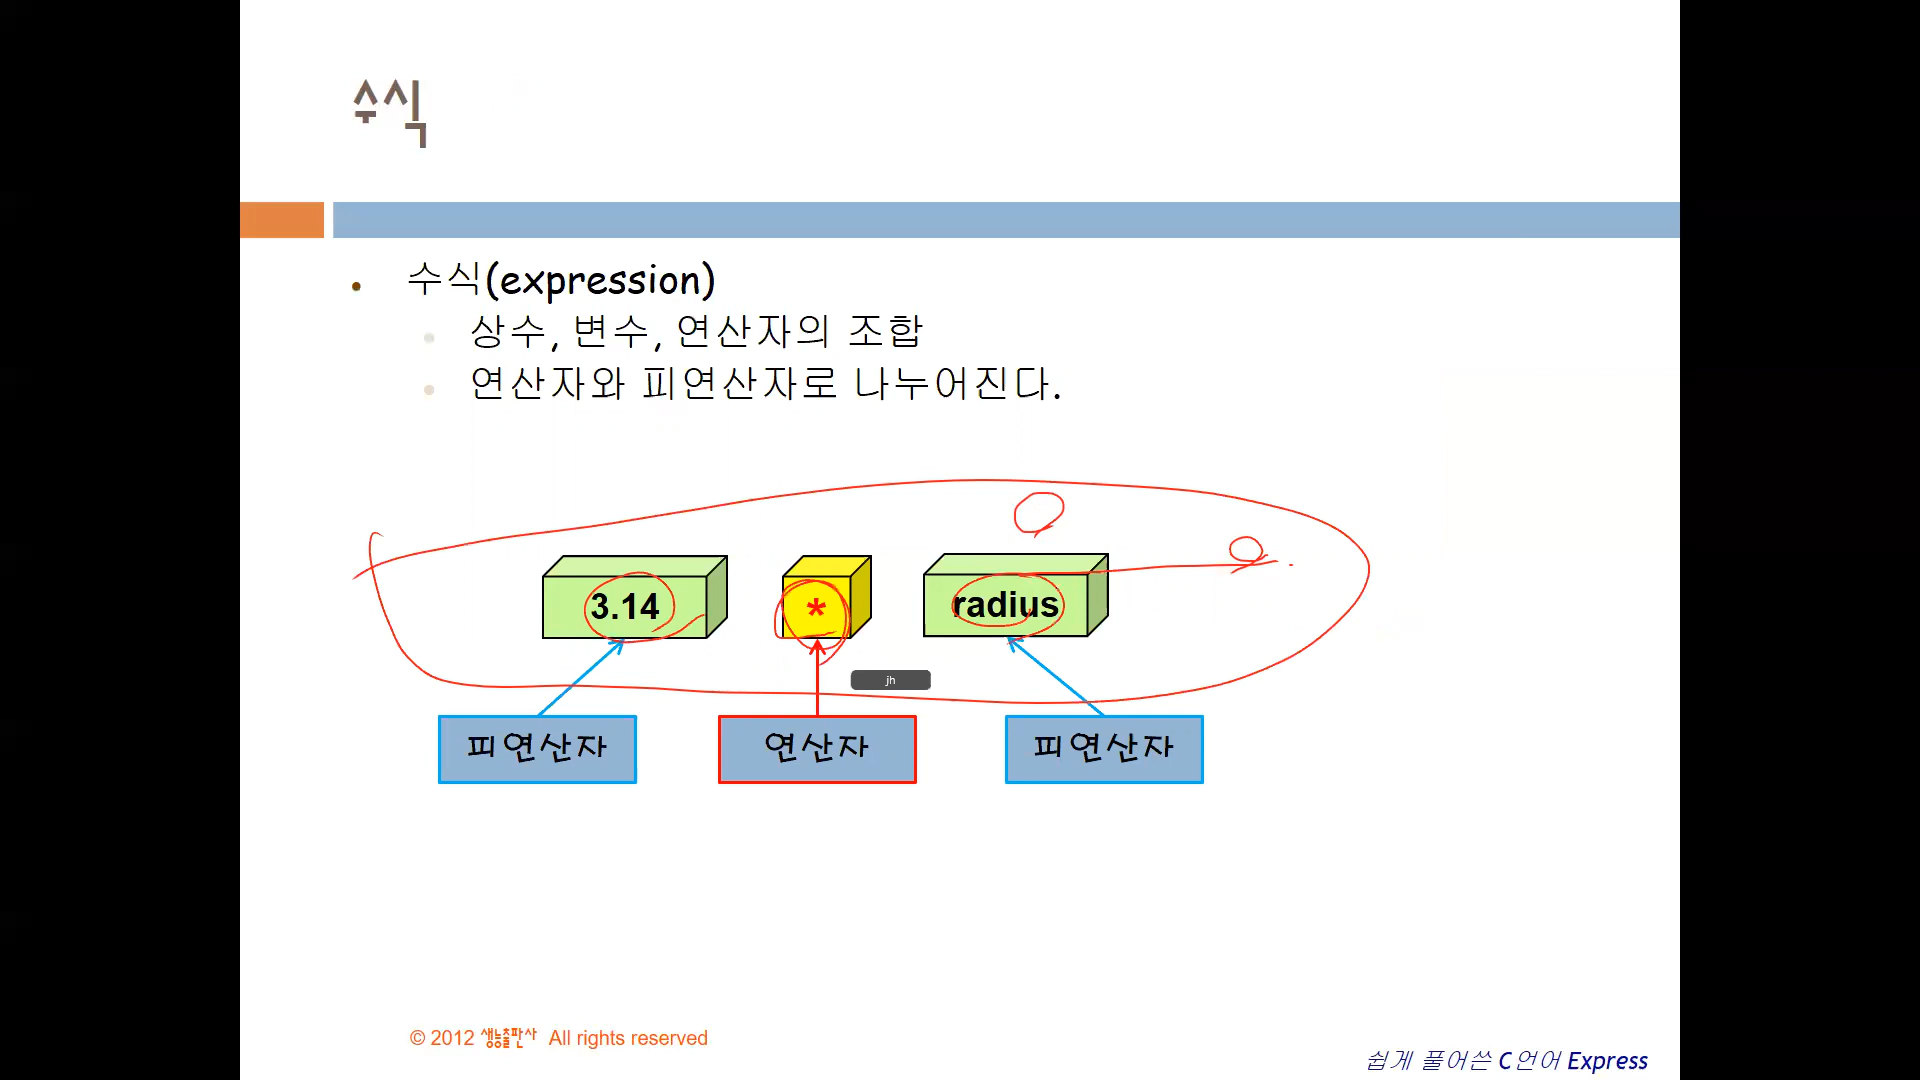 수식
수식(expression)
상수, 변수, 연산자의 조합
연산자와 피연산자로 나누어진다.
3.14 * radius
jh
피연산자 연산자 피연산자
© 2012 생능출판사 All rights reserved
쉽게 풀어쓴 C언어 Express